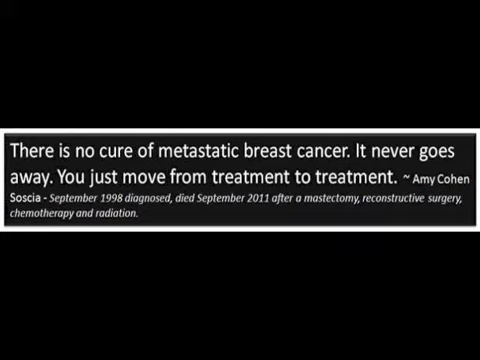 There is no cure of metastatic breast cancer. It never goes
away. You just move from treatment to treatment. ~ Amy Cohen
Soscia - September 1998 diagnosed, died September 2011 after a mastectomy, reconstructive surgery,
chemotherapy and radiation.